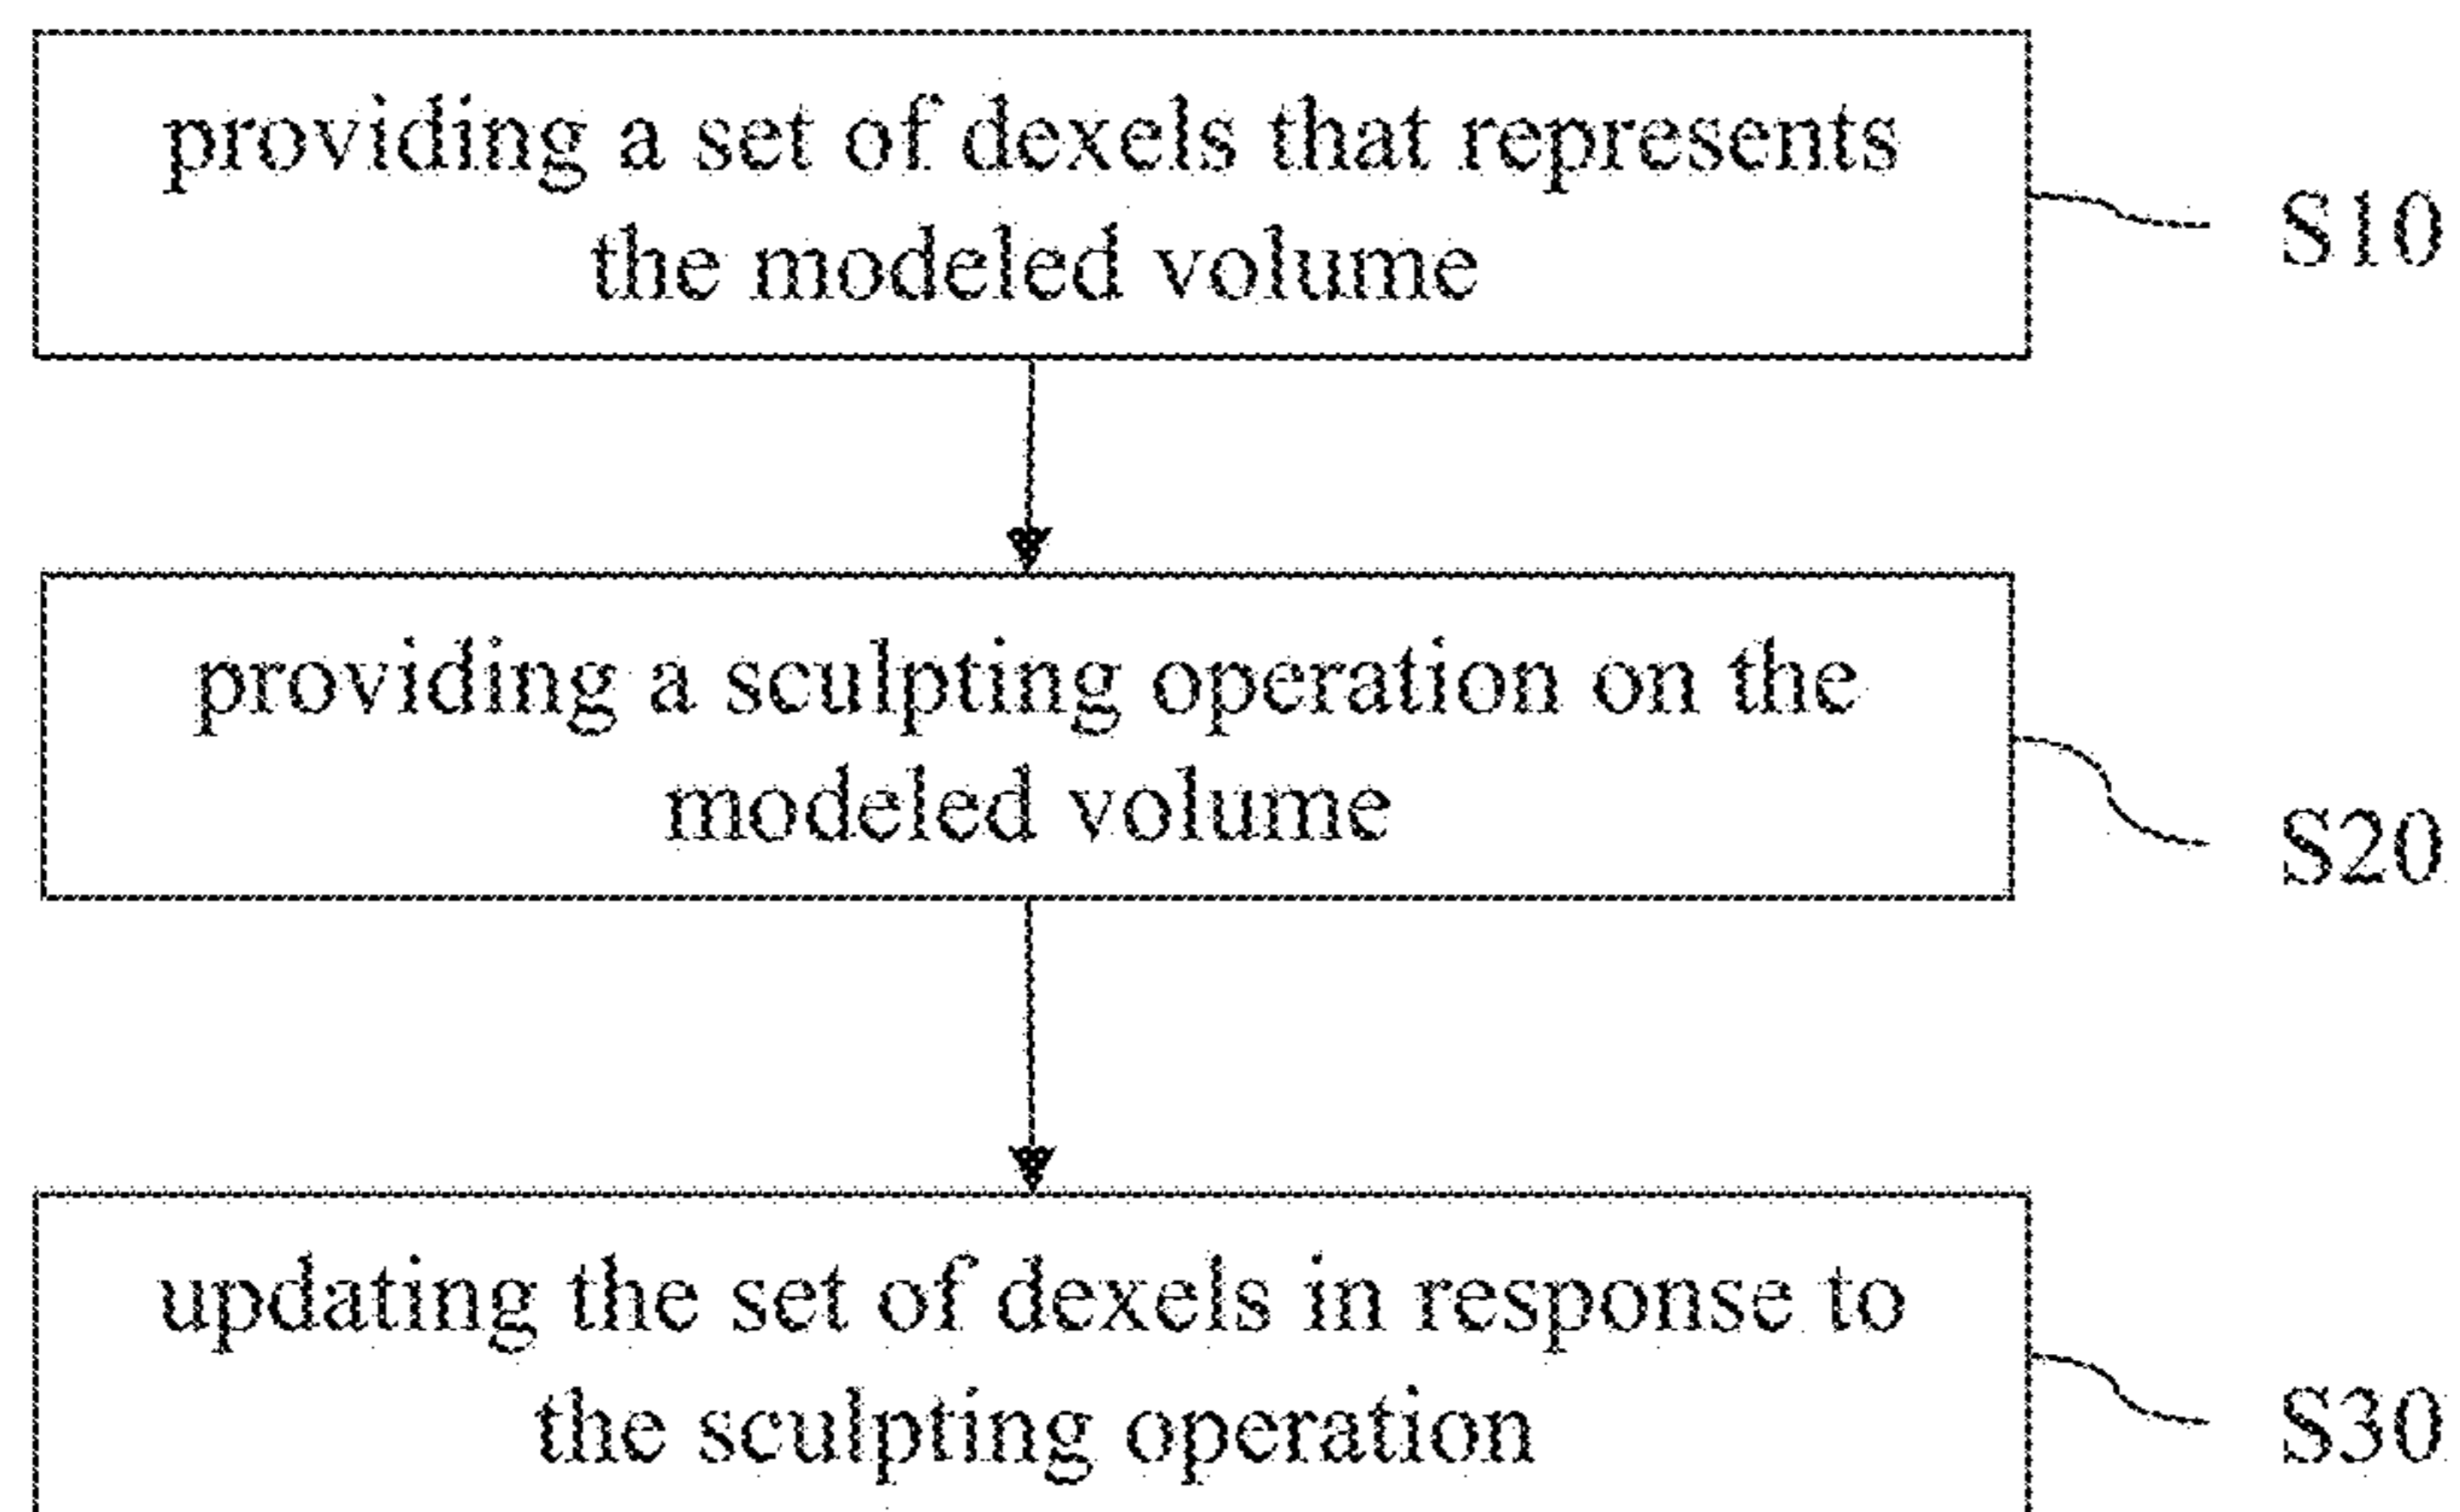 providing a set of dexels that represents
the modeled volume
S10
providing a sculpting operation on the
modeled volume
S20
updating the set of dexels in response to
the sculpting operation
S30